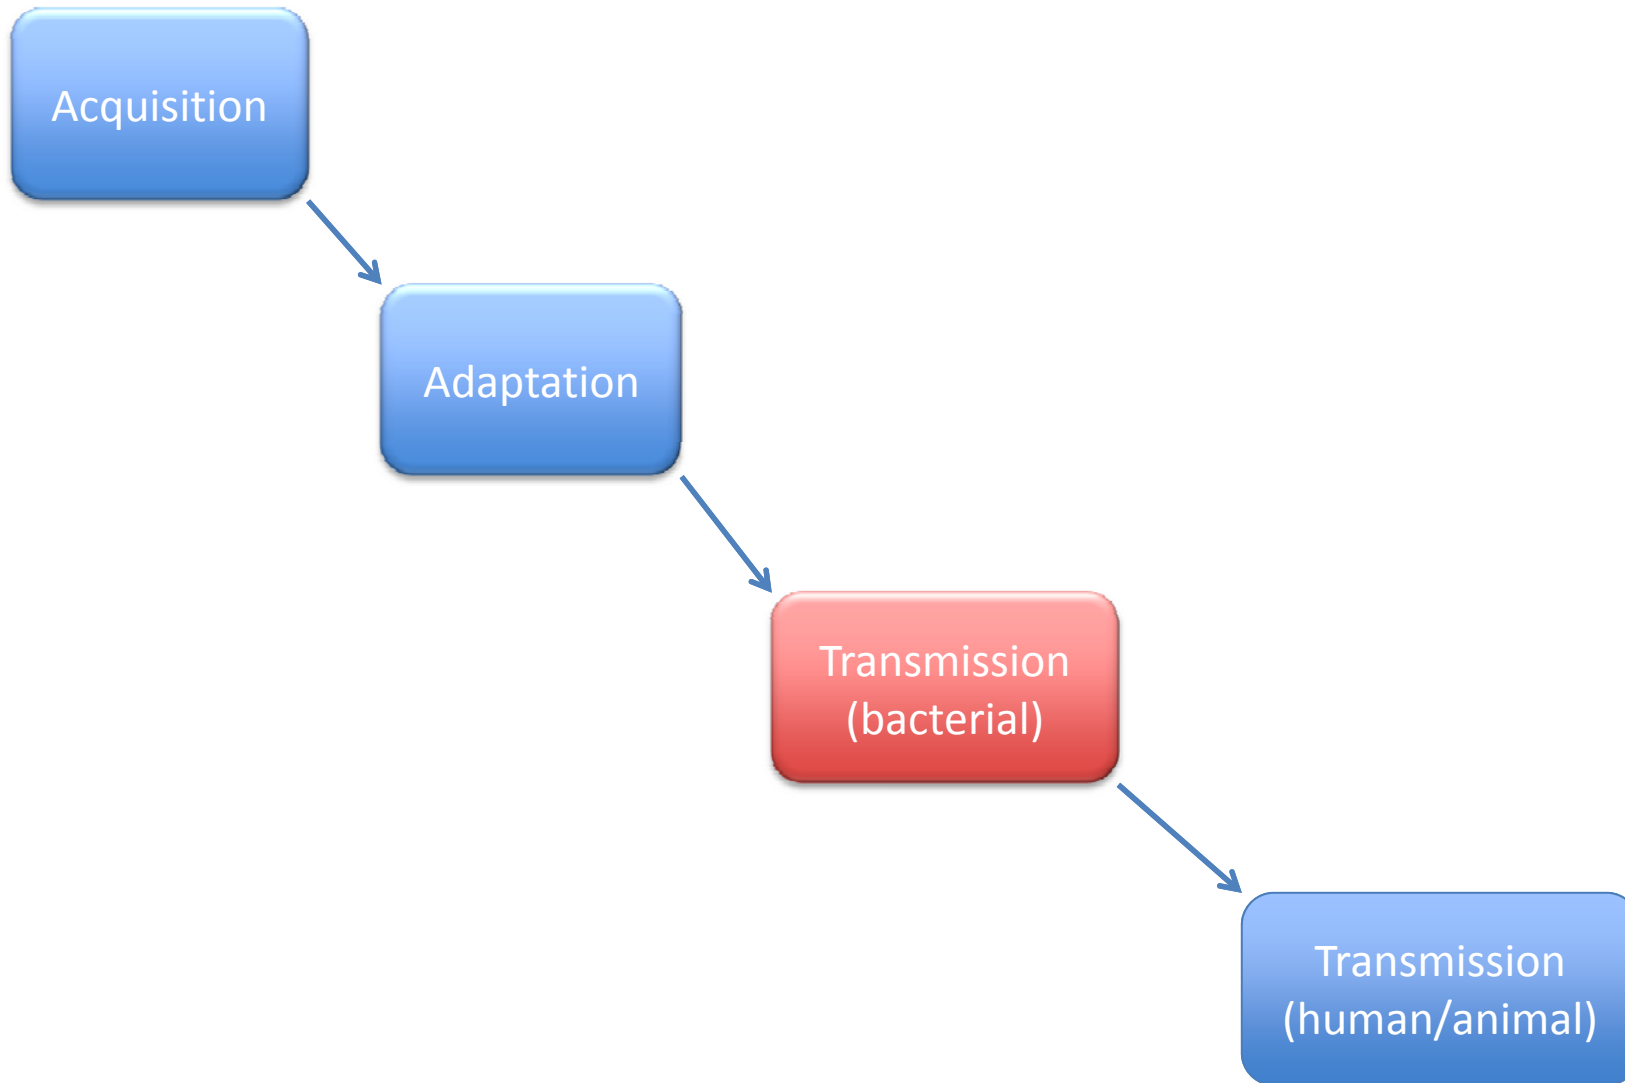 Acquisition
Adaptation
Transmission
(bacterial)
Transmission
(human/animal)